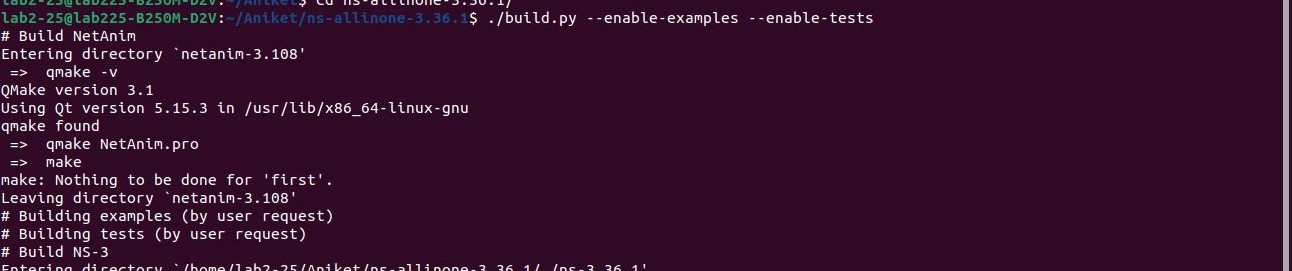 lab2-25@lab225-B250M-D2V:~/Aniket$ cd ns-allinone-3.36.1/
lab2-25@lab225-B250M-D2V:~/Aniket/ns-allinone-3.36.1$ ./build.py --enable-examples --enable-tests
# Build NetAnim
Entering directory `netanim-3.108'
 =>  qmake -v
QMake version 3.1
Using Qt version 5.15.3 in /usr/lib/x86_64-linux-gnu
qmake found
 =>  qmake NetAnim.pro
 =>  make
make: Nothing to be done for 'first'.
Leaving directory `netanim-3.108'
# Building examples (by user request)
# Building tests (by user request)
# Build NS-3
Entering directory `/home/lab2-25/Aniket/ns-allinone-3.36.1/./ns-3.36.1'